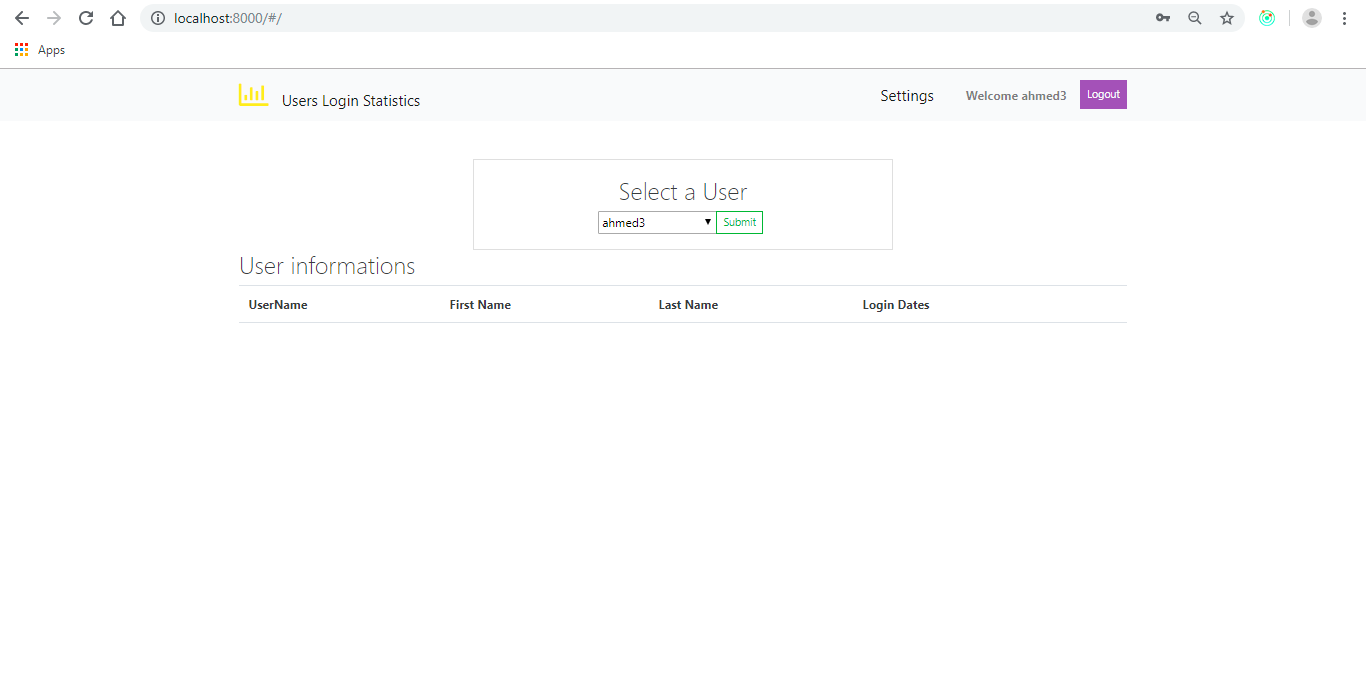 localhost:8000/#/
Apps
Users Login Statistics
Settings
Welcome ahmed3
Logout
Select a User
ahmed3
Submit
User informations
UserName First Name Last Name Login Dates